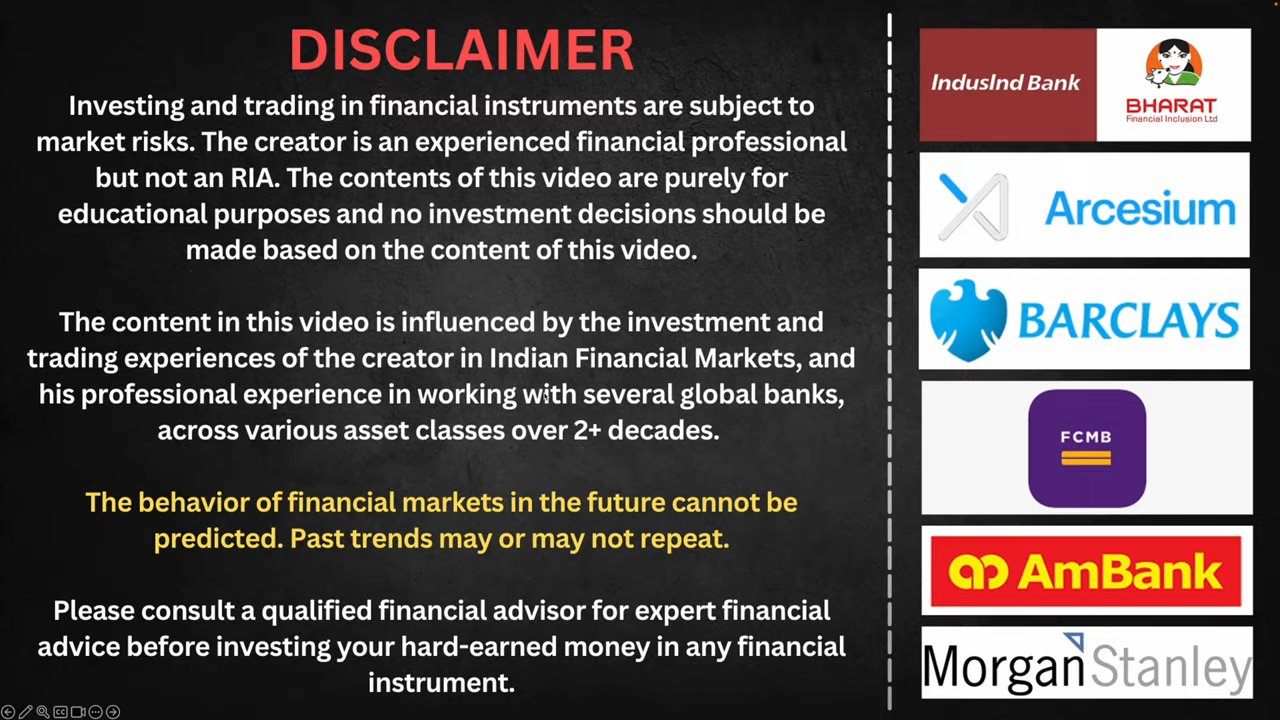 DISCLAIMER
Investing and trading in financial instruments are subject to
market risks. The creator is an experienced financial professional
but not an RIA. The contents of this video are purely for
educational purposes and no investment decisions should be
made based on the content of this video.
The content in this video is influenced by the investment and
trading experiences of the creator in Indian Financial Markets, and
his professional experience in working with several global banks,
across various asset classes over 2+ decades.
The behavior of financial markets in the future cannot be
predicted. Past trends may or may not repeat.
Please consult a qualified financial advisor for expert financial
advice before investing your hard-earned money in any financial
instrument.
IndusInd Bank
BHARAT
Financial Inclusion Ltd
Arcesium
BARCLAYS
FCMB
AmBank
Morgan Stanley